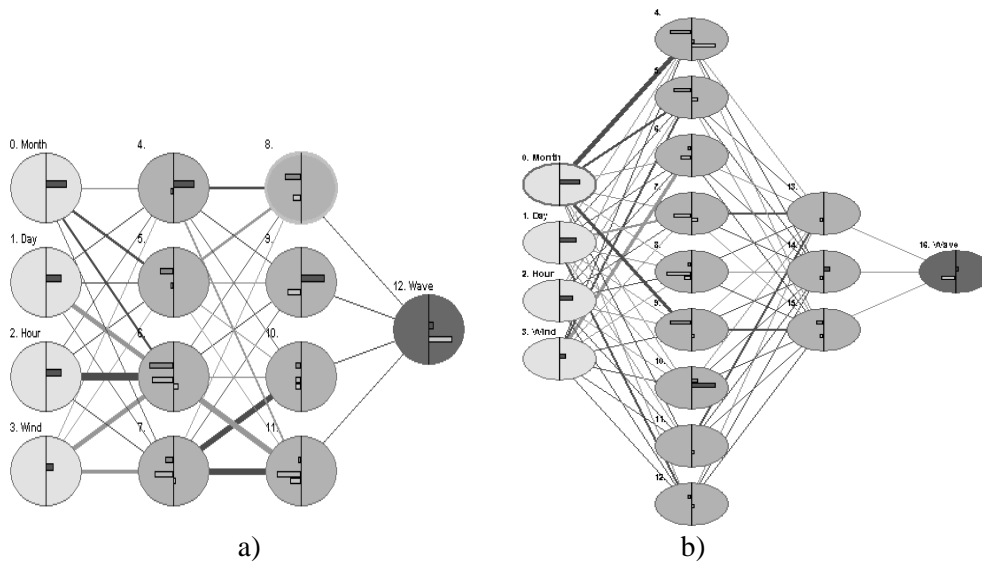 0. Month
4.
8.
1. Day
5.
9.
12. Wave
2. Hour
6.
10.
3. Wind
7.
11.
a)
4.
5.
6.
0. Month
7.
13.
1. Day
8.
14.
16. Wave
2. Hour
9.
15.
3. Wind
10.
11.
12.
b)